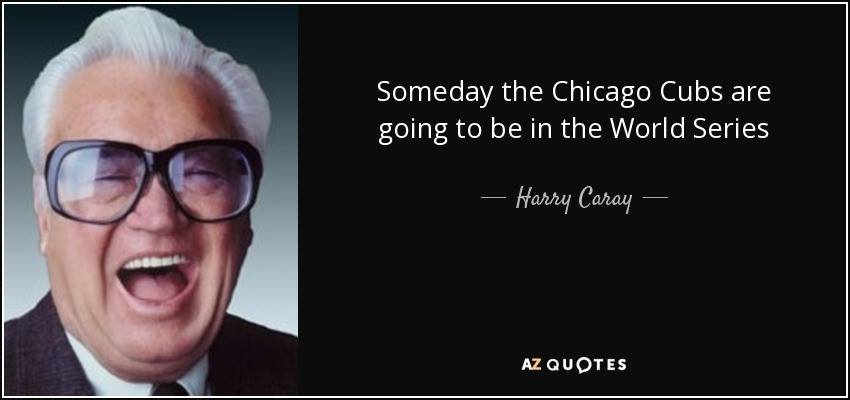 Someday the Chicago Cubs are
going to be in the World Series
— Harry Caray —
AZ QUOTES